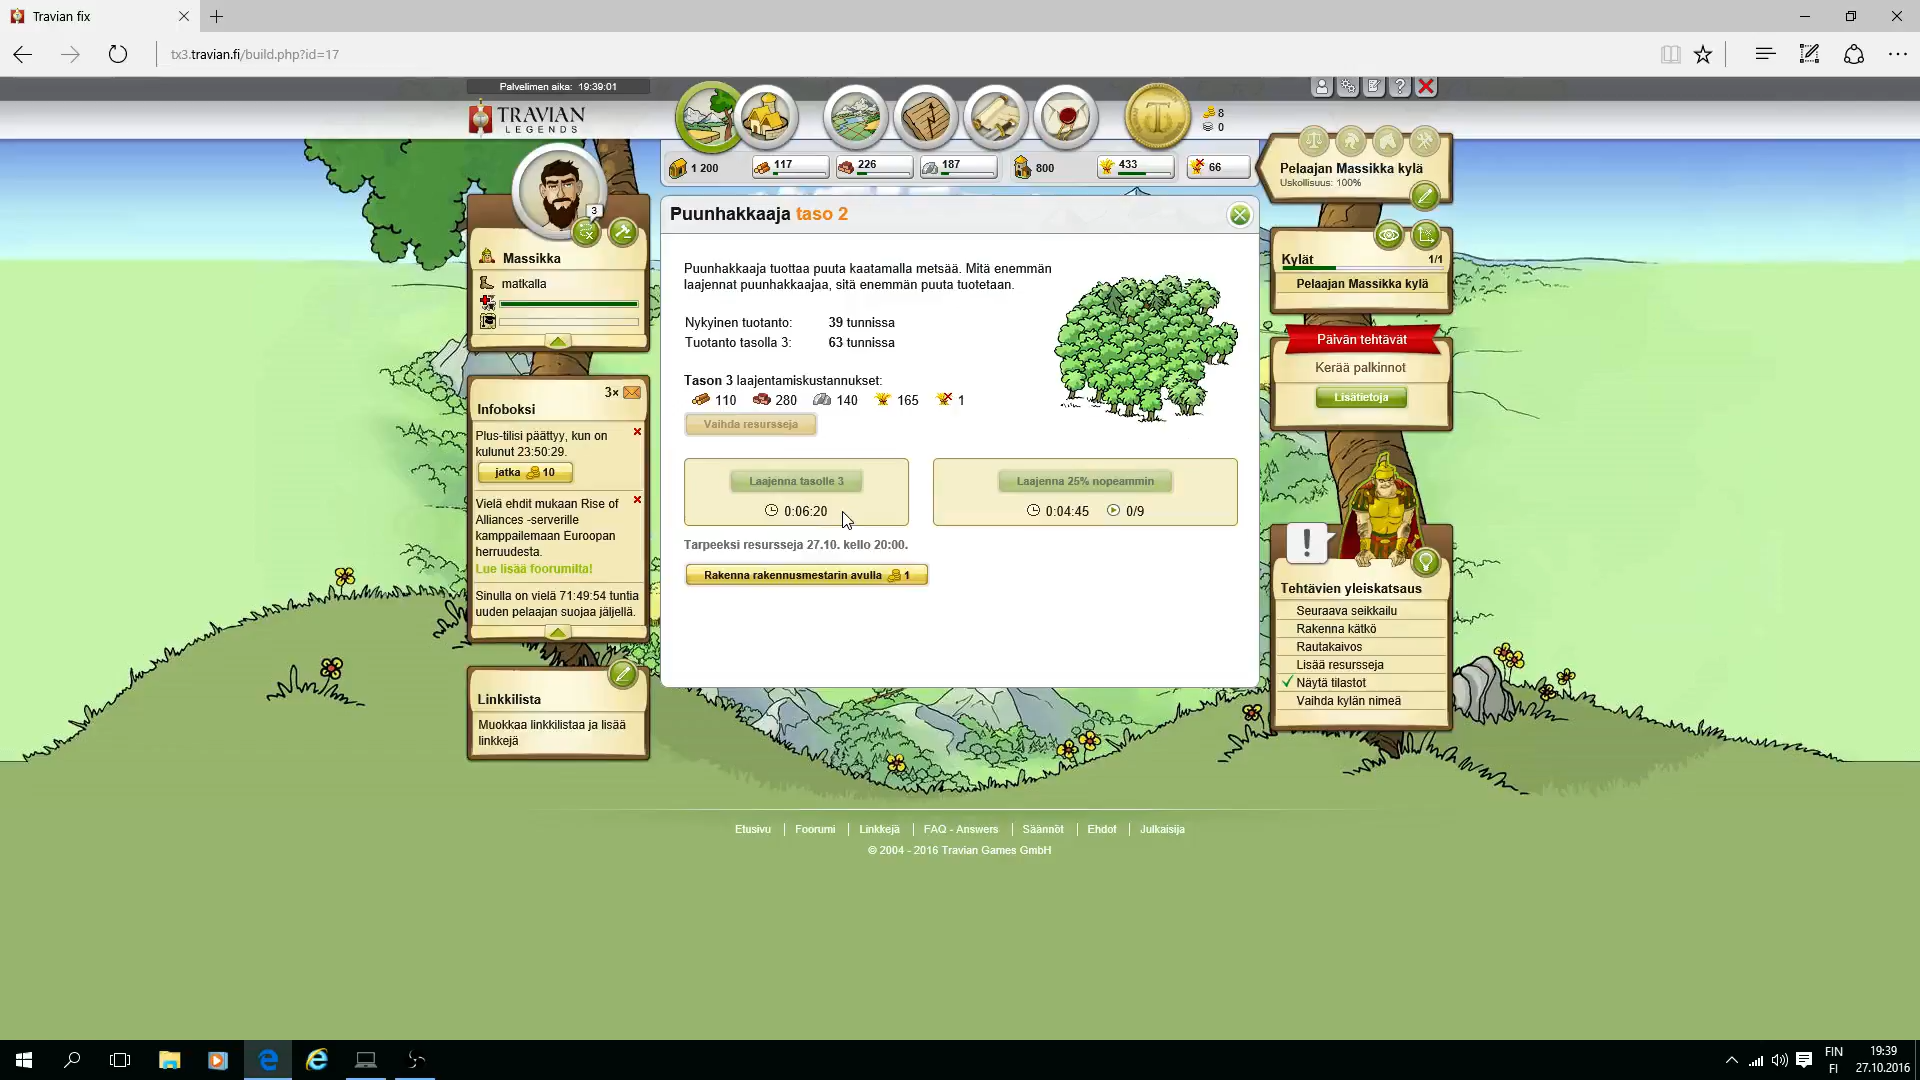 Travian fix
tx3.travian.fi/build.php?id=17
Palvelimen aika: 19:39:01
TRAVIAN
LEGENDS
8
0
1 200
117
226
187
800
433
66
Pelaajan Massikka kylä
Uskollisuus: 100%
3
Massikka
matkalla
Puunhakkaaja taso 2
Puunhakkaaja tuottaa puuta kaatamalla metsää. Mitä enemmän
laajennat puunhakkaajaa, sitä enemmän puuta tuotetaan.
Nykyinen tuotanto: 39 tunnissa
Tuotanto tasolla 3: 63 tunnissa
Tason 3 laajentamiskustannukset:
110 280 140 165 1
Vaihda resursseja
Laajenna tasolle 3
0:06:20
Laajenna 25% nopeammin
0:04:45 0/9
Tarpeeksi resursseja 27.10. kello 20:00.
Rakenna rakennusmestarin avulla 1
Kylät 1/1
Pelaajan Massikka kylä
Päivän tehtävät
Kerää palkinnot
Lisätietoja
3×
Infoboksi
Plus-tilisi päättyy, kun on
kulunut 23:50:29.
jatka 10
Vielä ehdit mukaan Rise of
Alliances -serverille
kamppailemaan Euroopan
herruudesta.
Lue lisää foorumilta!
Sinulla on vielä 71:49:54 tuntia
uuden pelaajan suojaa jäljellä.
!
Tehtävien yleiskatsaus
Seuraava seikkailu
Rakenna kätkö
Rautakaivos
Lisää resursseja
Näytä tilastot
Vaihda kylän nimeä
Linkkilista
Muokkaa linkkilistaa ja lisää
linkkejä
Etusivu Foorumi Linkkejä FAQ - Answers Säännöt Ehdot Julkaisija
© 2004 - 2016 Travian Games GmbH
FIN
FI
19:39
27.10.2016